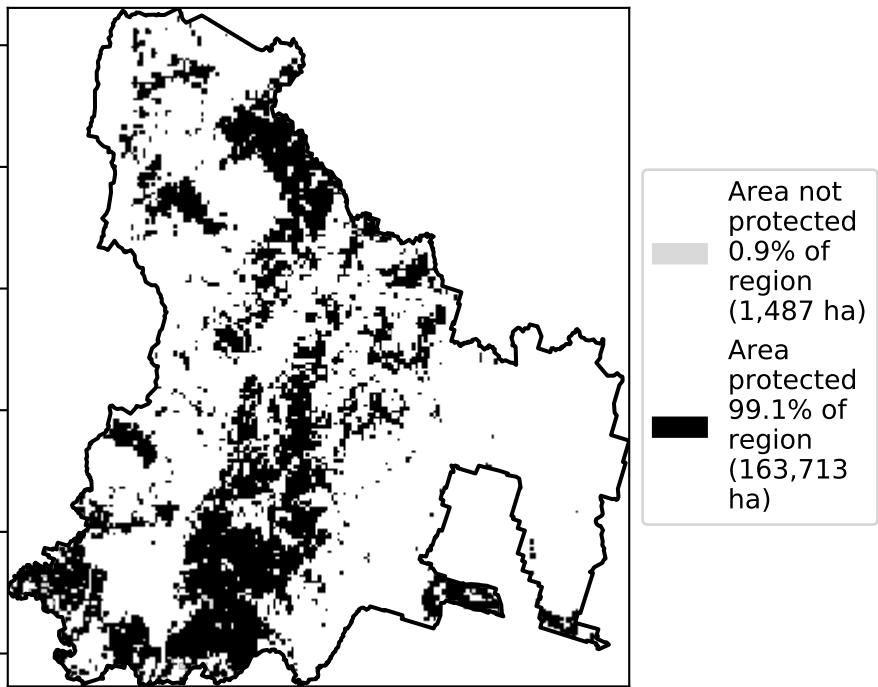 Area not
protected
0.9% of
region
(1,487 ha)
Area
protected
99.1% of
region
(163,713
ha)